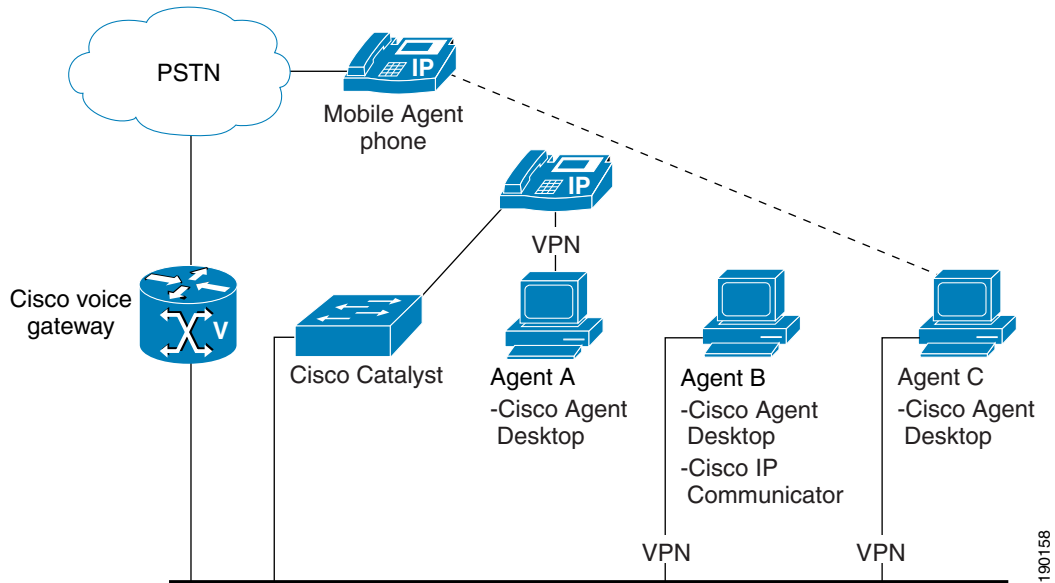 PSTN
IP
Mobile Agent
phone
IP
VPN
Cisco voice
gateway
V
Cisco Catalyst
Agent A
-Cisco Agent
Desktop
Agent B
-Cisco Agent
Desktop
-Cisco IP
Communicator
Agent C
-Cisco Agent
Desktop
VPN
VPN
190158